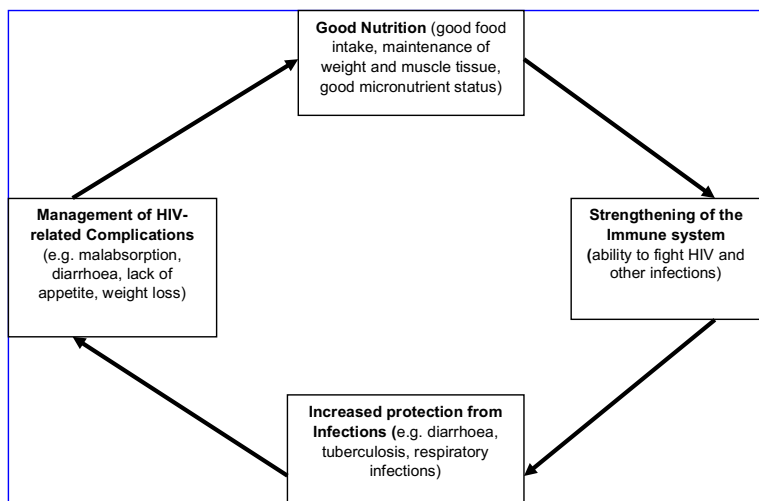 Good Nutrition (good food
intake, maintenance of
weight and muscle tissue,
good micronutrient status)
Management of HIV-
related Complications
(e.g. malabsorption,
diarrhoea, lack of
appetite, weight loss)
Strengthening of the
Immune system
(ability to fight HIV and
other infections)
Increased protection from
Infections (e.g. diarrhoea,
tuberculosis, respiratory
infections)